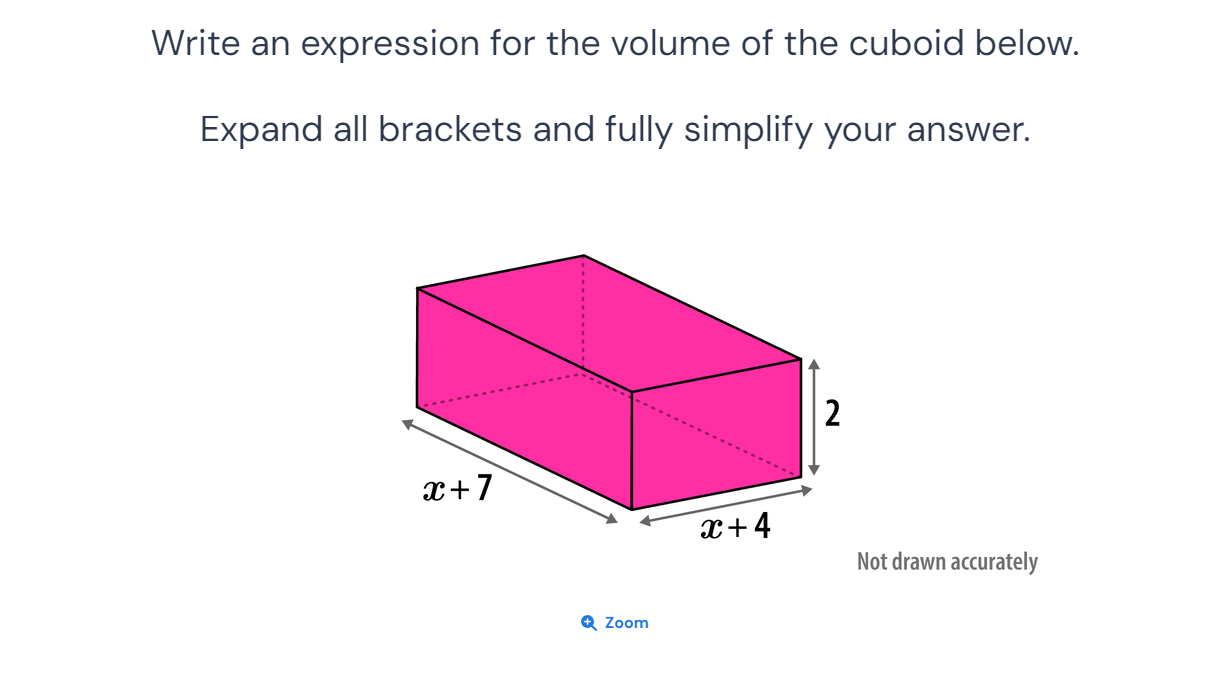 Write an expression for the volume of the cuboid below.
Expand all brackets and fully simplify your answer.
2
x + 7
x + 4
Not drawn accurately
Zoom